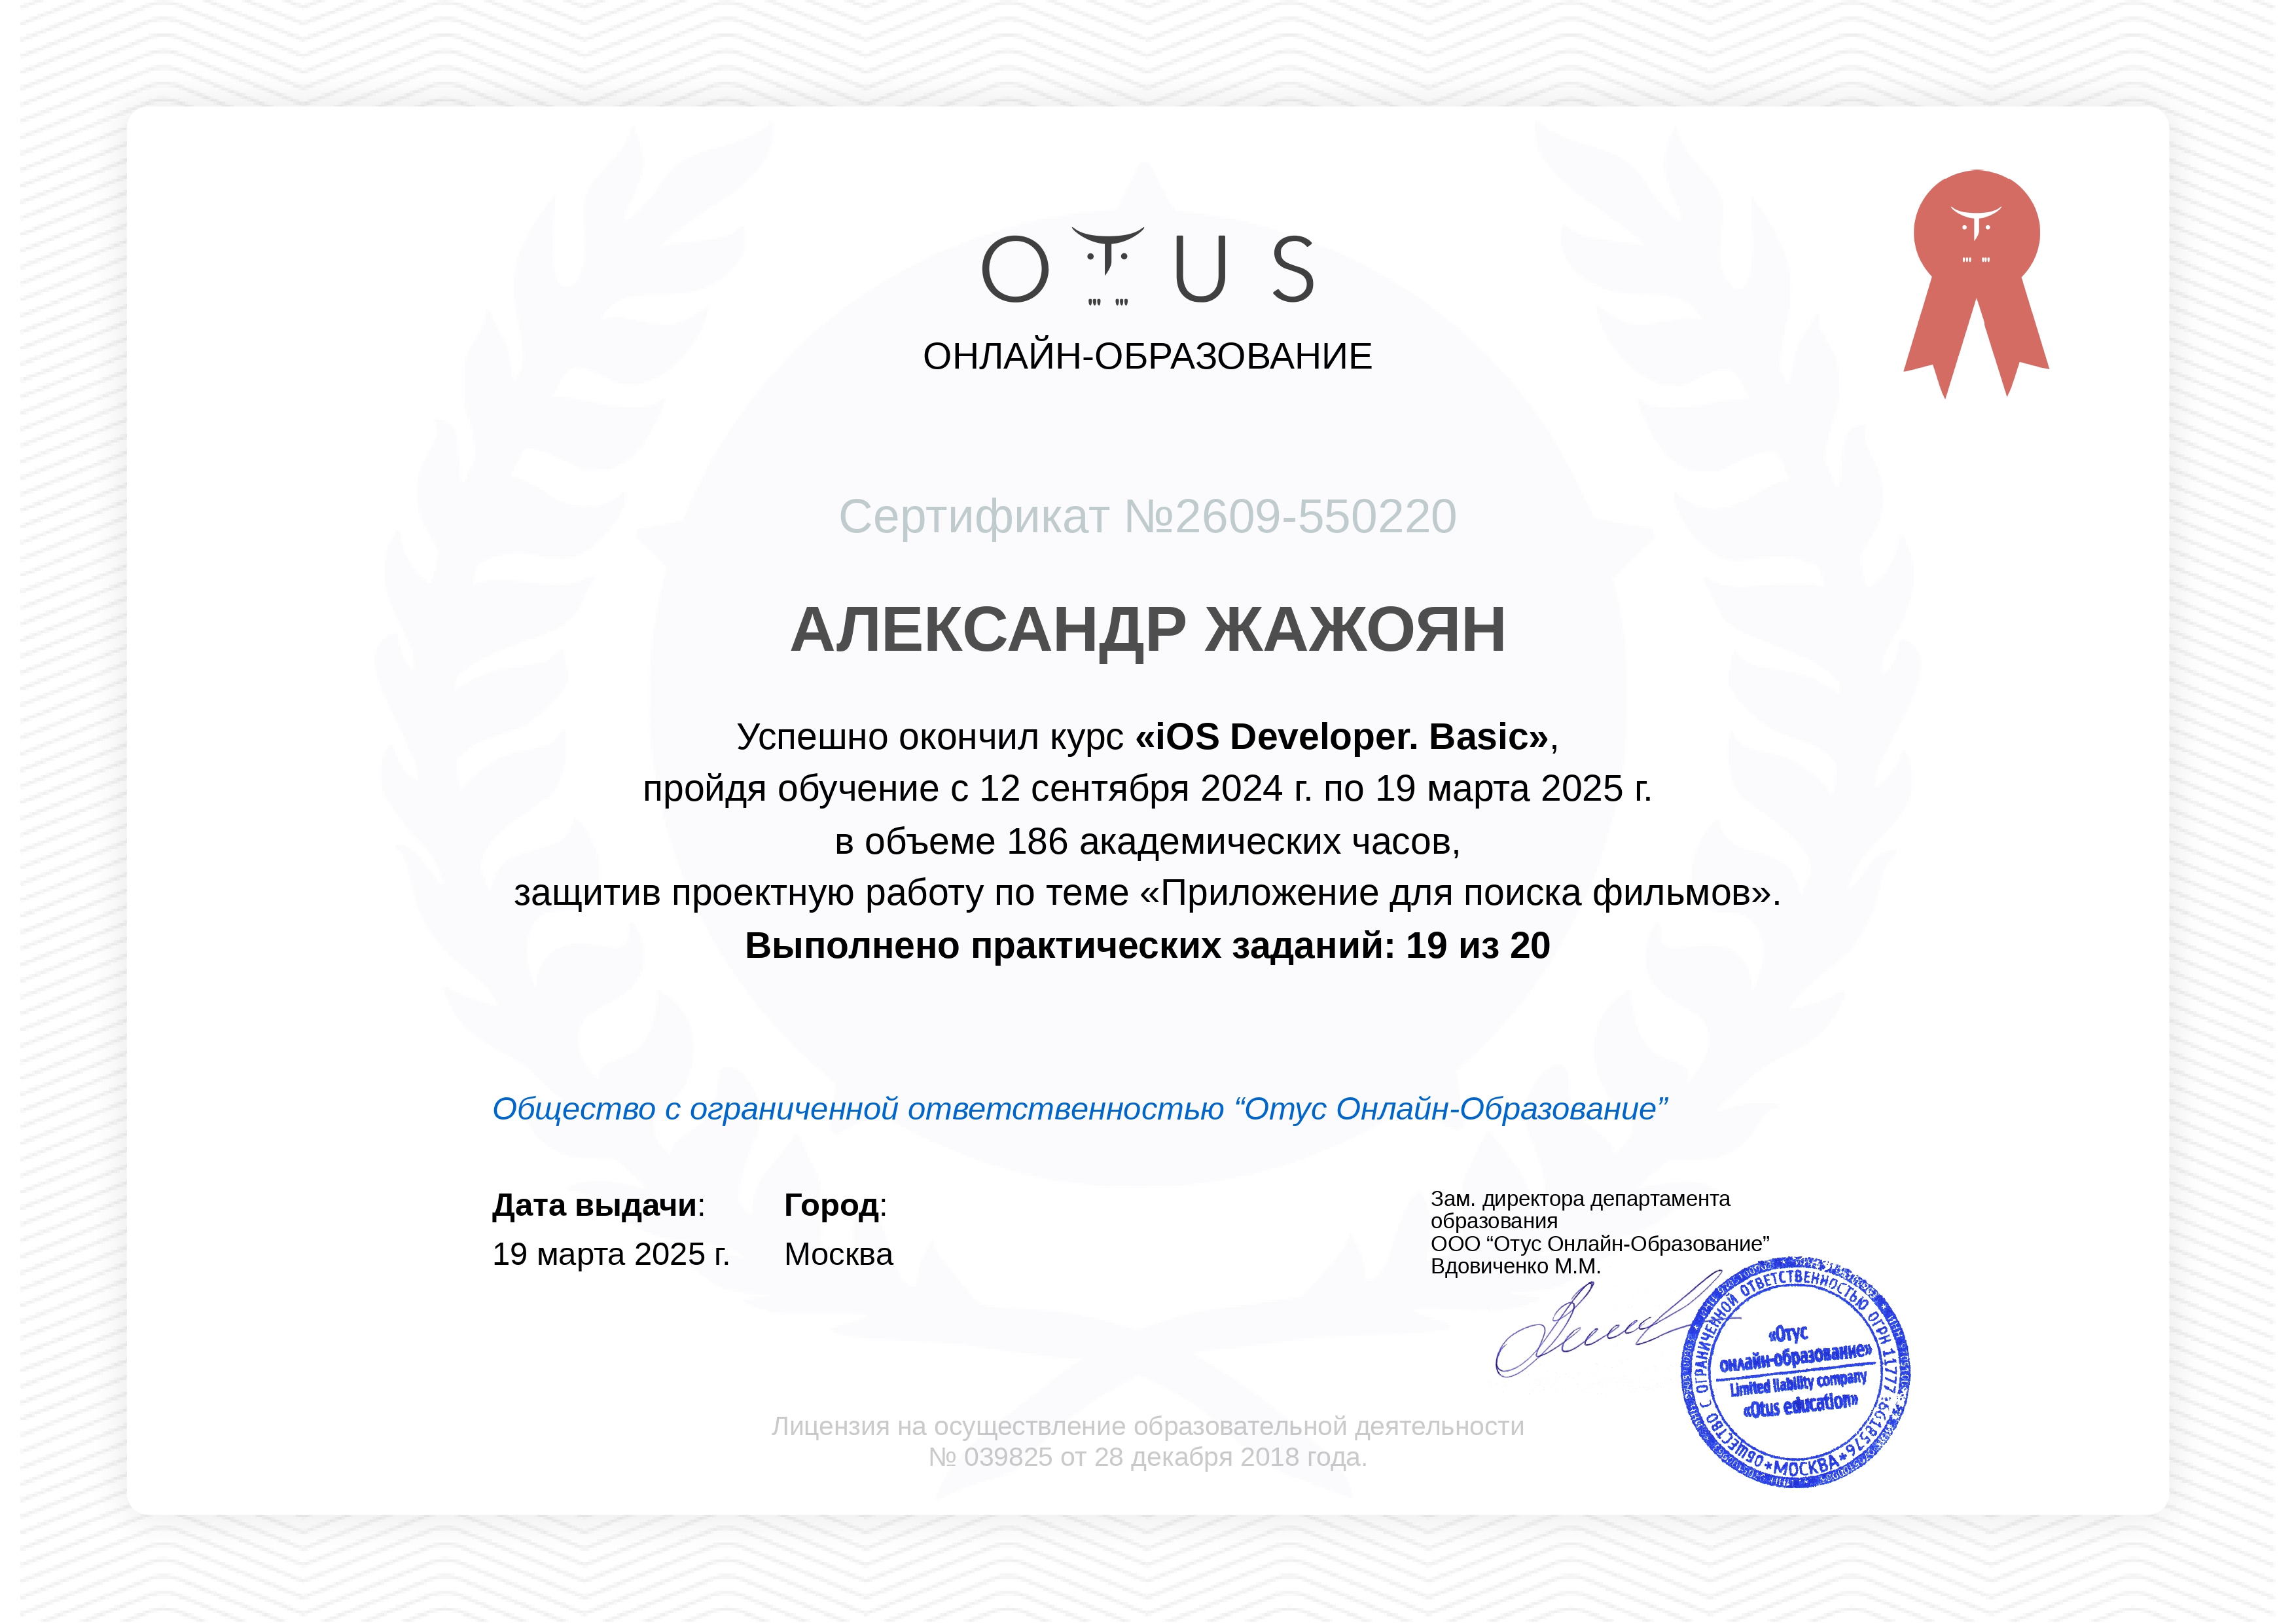 OTUS
ОНЛАЙН-ОБРАЗОВАНИЕ
Сертификат №2609-550220
АЛЕКСАНДР ЖАЖОЯН
Успешно окончил курс «iOS Developer. Basic»,
пройдя обучение с 12 сентября 2024 г. по 19 марта 2025 г.
в объеме 186 академических часов,
защитив проектную работу по теме «Приложение для поиска фильмов».
Выполнено практических заданий: 19 из 20
Общество с ограниченной ответственностью “Отус Онлайн-Образование”
Дата выдачи: Город:
19 марта 2025 г. Москва
Зам. директора департамента
образования
ООО “Отус Онлайн-Образование”
Вдовиченко М.М.
ОБЩЕСТВО С ОГРАНИЧЕННОЙ ОТВЕТСТВЕННОСТЬЮ ОГРН
*МОСКВА*
«Отус
онлайн-образование»
Limited liability company
«Otus education»
Лицензия на осуществление образовательной деятельности
№ 039825 от 28 декабря 2018 года.